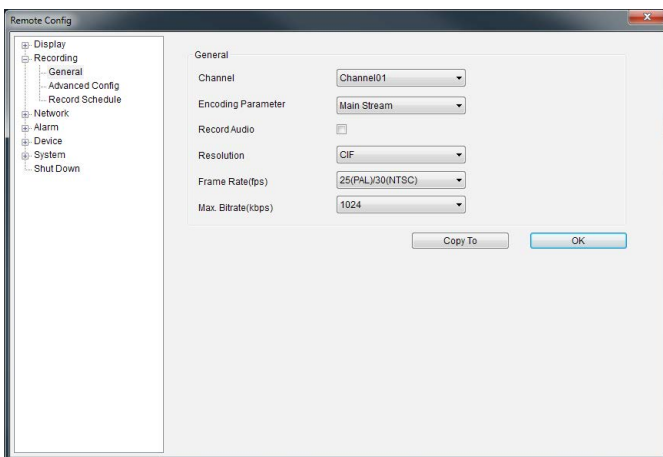 Remote Config
Display
Recording
General
Advanced Config
Record Schedule
Network
Alarm
Device
System
Shut Down
General
Channel Channel01
Encoding Parameter Main Stream
Record Audio
Resolution CIF
Frame Rate(fps) 25(PAL)/30(NTSC)
Max. Bitrate(kbps) 1024
Copy To OK